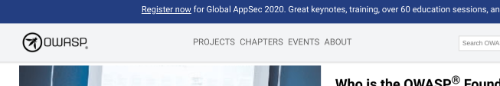 Register now for Global AppSec 2020. Great keynotes, training, over 60 education sessions, an
OWASP PROJECTS CHAPTERS EVENTS ABOUT Search OWA
Who is the OWASP® Found